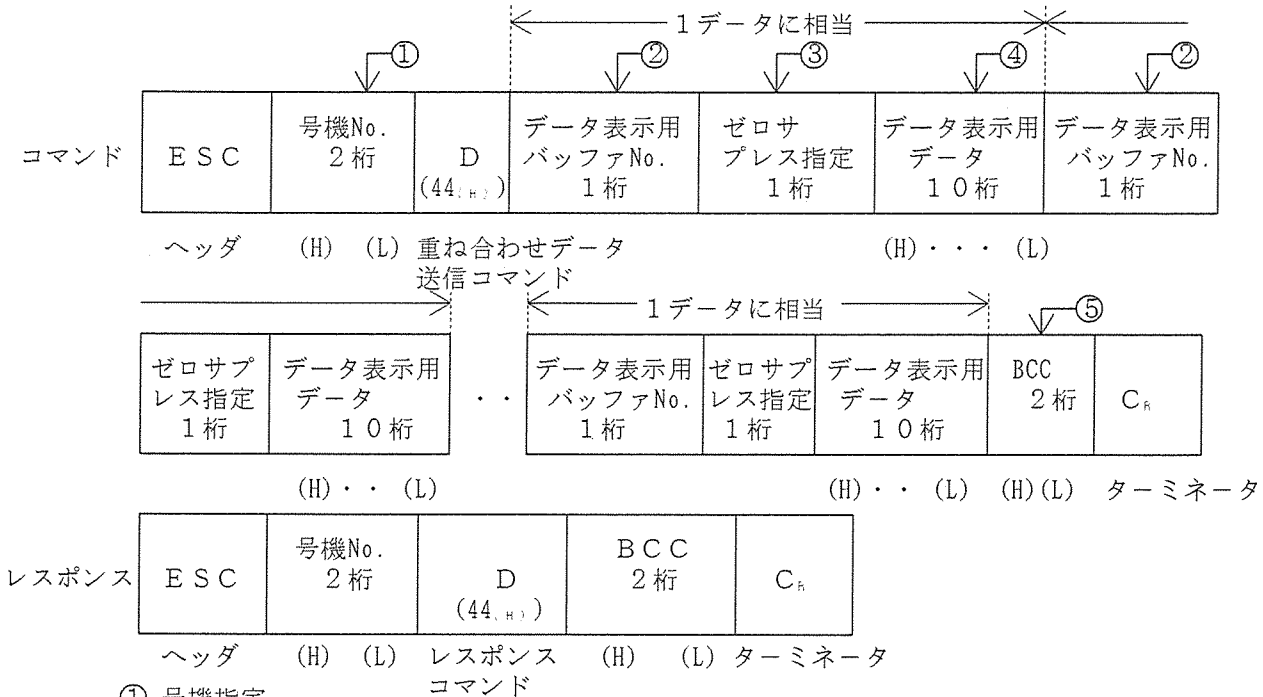 1データに相当
① ② ③ ④ ②
コマンド
ESC
号機No.
2桁
D
(44(H))
データ表示用
バッファNo.
1桁
ゼロサ
プレス指定
1桁
データ表示用
データ
10桁
データ表示用
バッファNo.
1桁
ヘッダ (H) (L) 重ね合わせデータ
送信コマンド
(H)・・・(L)
1データに相当
⑤
ゼロサプ
レス指定
1桁
データ表示用
データ
10桁
・・
データ表示用
バッファNo.
1桁
ゼロサプ
レス指定
1桁
データ表示用
データ
10桁
BCC
2桁
CR
(H)・・(L) (H)・・(L) (H)(L) ターミネータ
レスポンス
ESC
号機No.
2桁
D
(44(H))
BCC
2桁
CR
ヘッダ (H) (L) レスポンス
コマンド
(H) (L) ターミネータ
① 号機指定